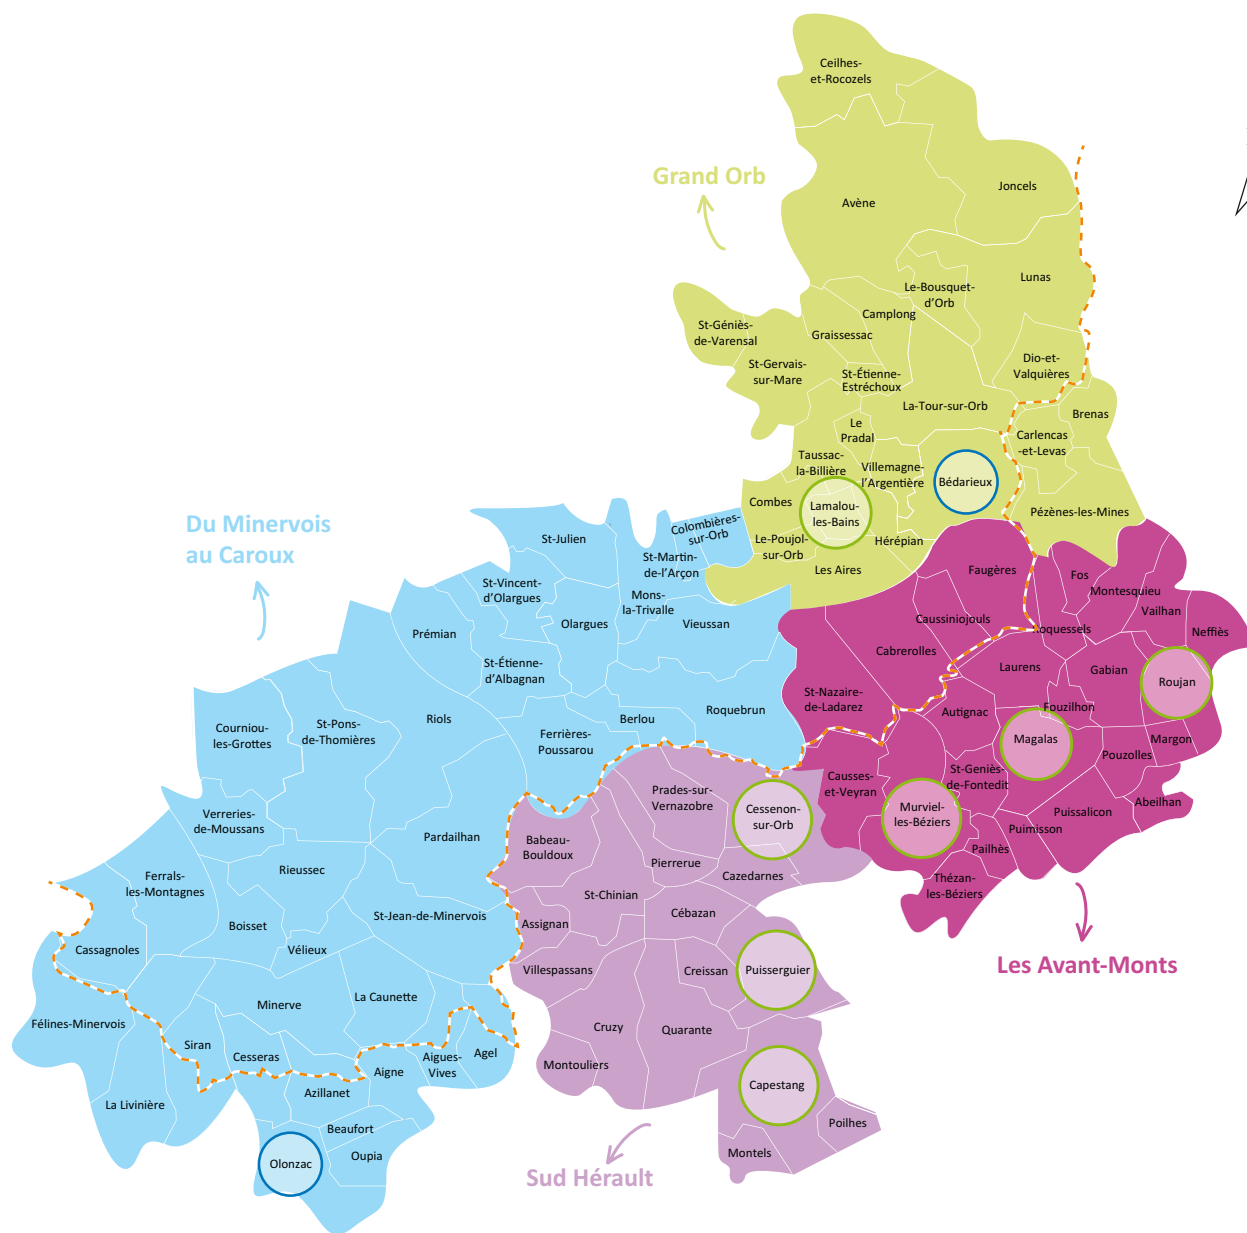 Ceilhes-
et-Rocozels
Grand Orb
Joncels
Avène
Lunas
Le-Bousquet-
d'Orb
Camplong
St-Géniès-
de-Varensal
Graissessac
St-Gervais-
sur-Mare
Dio-et-
Valquières
St-Étienne-
Estréchoux
La-Tour-sur-Orb
Brenas
Le
Pradal
Carlencas
-et-Levas
Taussac-
la-Billière
Villemagne-
l'Argentière
Bédarieux
Combes
Lamalou-
les-Bains
Pézènes-les-Mines
Le-Poujol-
sur-Orb
Hérépian
Les Aires
Du Minervois
au Caroux
Colombières-
sur-Orb
St-Julien
St-Martin-
de-l'Arçon
St-Vincent-
d'Olargues
Mons-
la-Trivalle
Olargues
Vieussan
Prémian
St-Étienne-
d'Albagnan
Faugères
Fos
Montesquieu
Vailhan
Caussiniojouls
Roquessels
Neffiès
Cabrerolles
Laurens
Gabian
Roujan
St-Nazaire-
de-Ladarez
Autignac
Fouzilhon
Magalas
Margon
Pouzolles
Causses-
et-Veyran
St-Geniès-
de-Fontedit
Abeilhan
Murviel-
les-Béziers
Puissalicon
Puimisson
Pailhès
Thézan-
les-Béziers
Les Avant-Monts
Courniou-
les-Grottes
St-Pons-
de-Thomières
Riols
Berlou
Roquebrun
Ferrières-
Poussarou
Verreries-
de-Moussans
Pardailhan
Ferrals-
les-Montagnes
Rieussec
Boisset
St-Jean-de-Minervois
Cassagnoles
Vélieux
Minerve
La Caunette
Félines-Minervois
Siran
Cesseras
Aigne
Aigues-
Vives
Agel
La Livinière
Azillanet
Beaufort
Olonzac
Oupia
Prades-sur-
Vernazobre
Cessenon-
sur-Orb
Babeau-
Bouldoux
Pierrerue
Cazedarnes
St-Chinian
Assignan
Cébazan
Villespassans
Creissan
Puisserguier
Cruzy
Quarante
Montouliers
Capestang
Poilhes
Montels
Sud Hérault